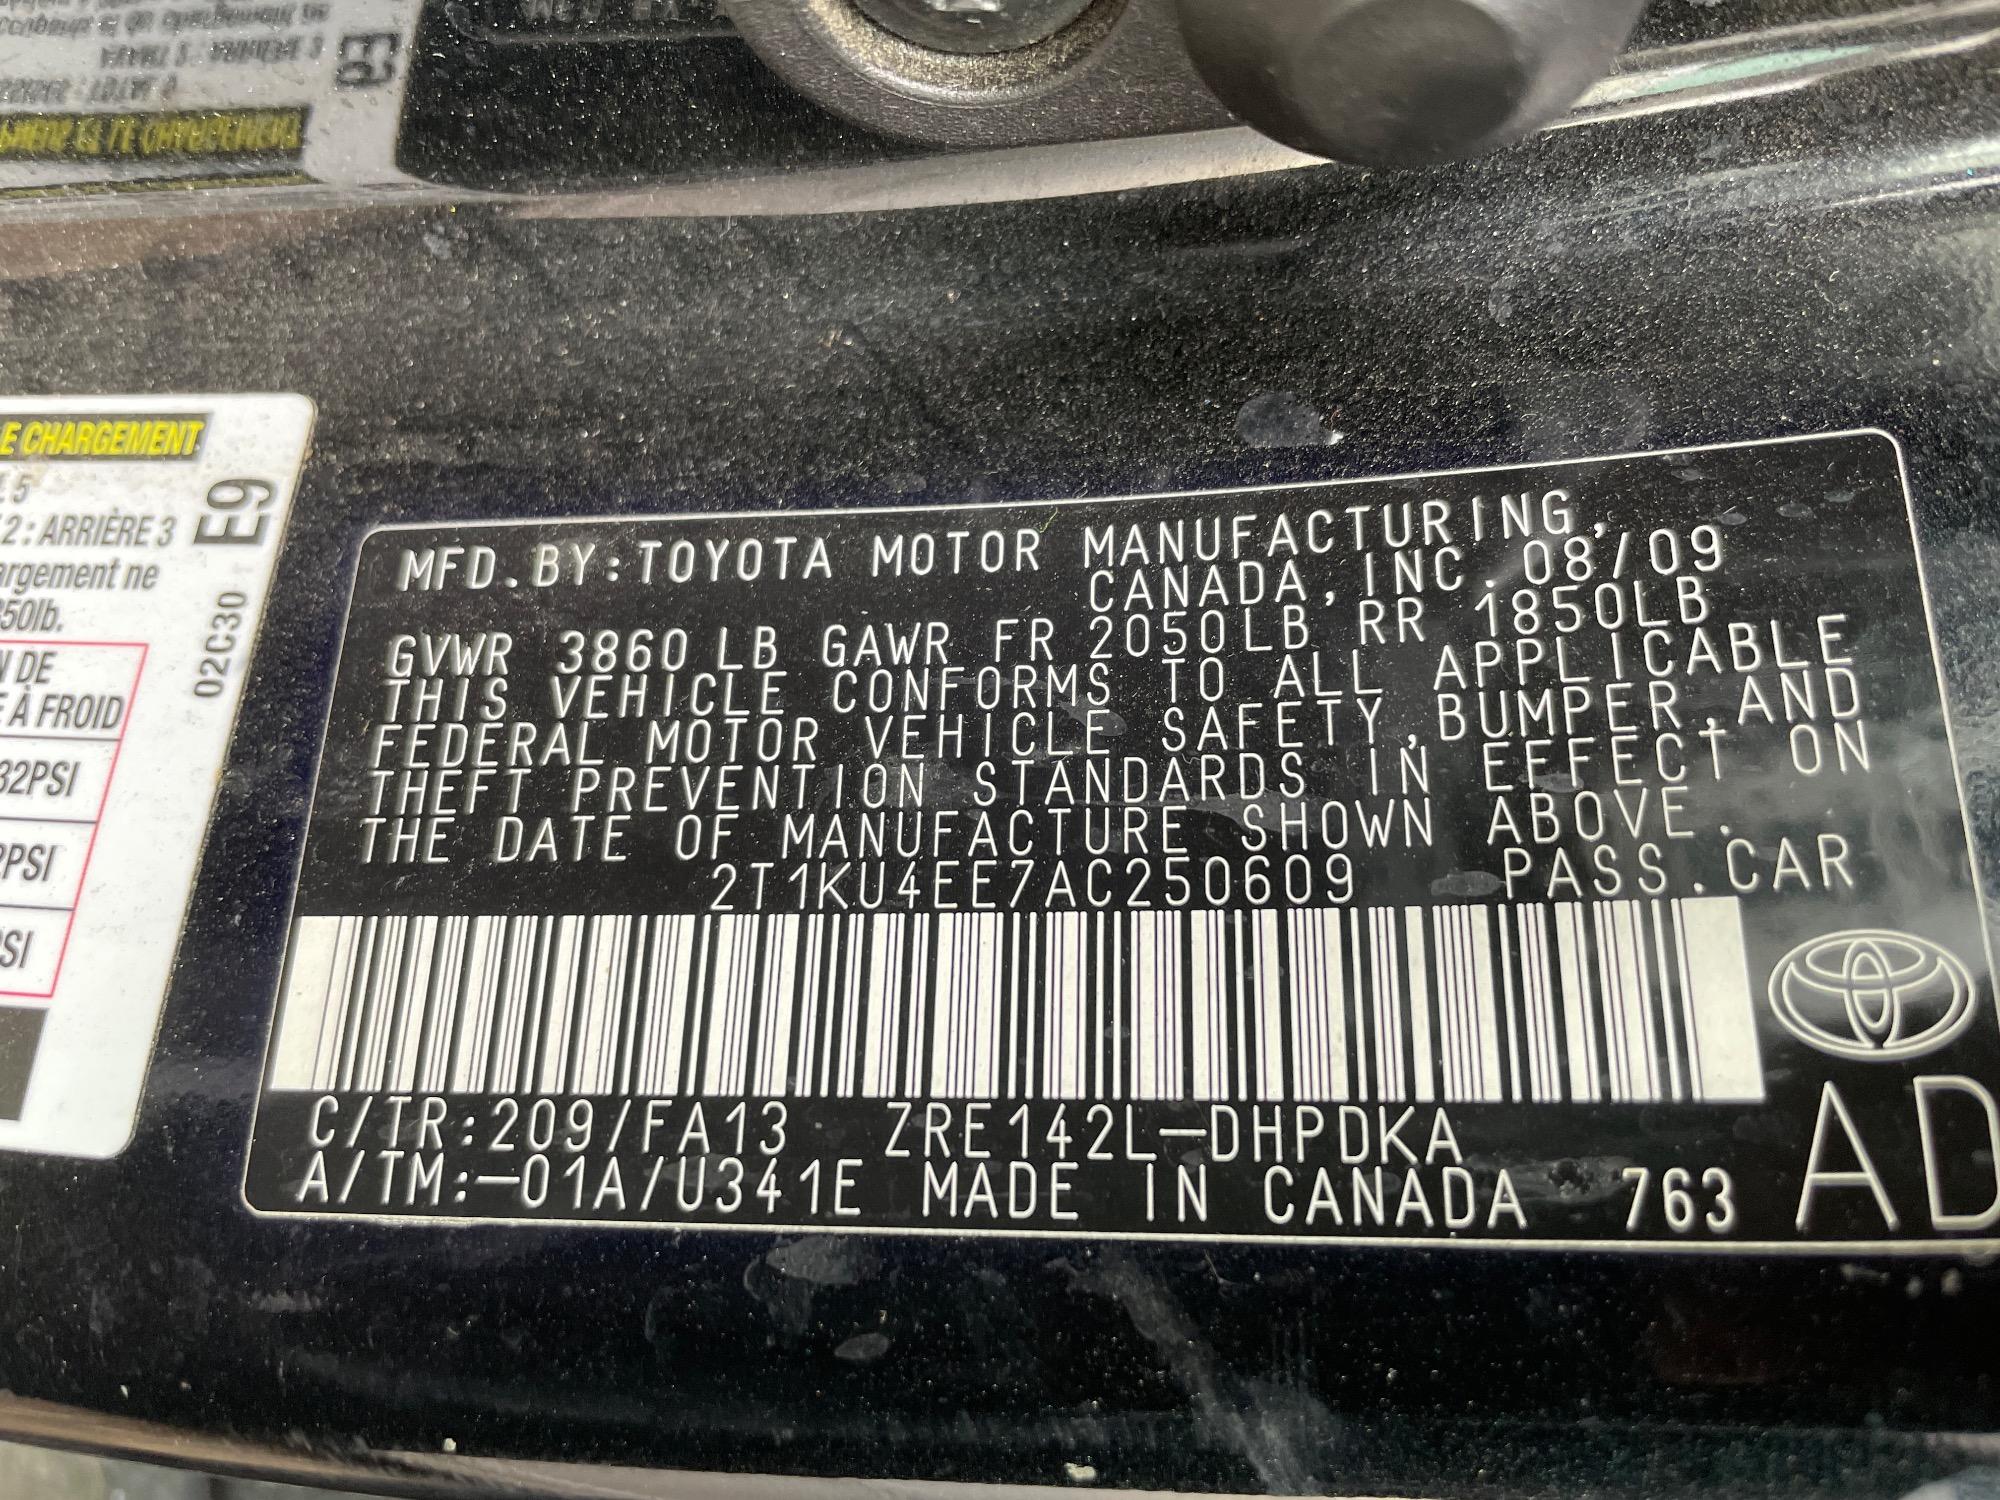 E CHARGEMENT
E 5
2 : ARRIÈRE 3
argement ne
350lb.
N DE
E À FROID
32PSI
PSI
SI
E9
02C30
MFD. BY: TOYOTA MOTOR MANUFACTURING,
CANADA, INC. 08/09
GVWR 3860 LB GAWR FR 2050LB RR 1850LB
THIS VEHICLE CONFORMS TO ALL APPLICABLE
FEDERAL MOTOR VEHICLE SAFETY, BUMPER, AND
THEFT PREVENTION STANDARDS IN EFFECT ON
THE DATE OF MANUFACTURE SHOWN ABOVE.
2T1KU4EE7AC250609 PASS. CAR
C/TR:209/FA13 ZRE142L-DHPDKA
A/TM:-01A/U341E MADE IN CANADA 763 AD